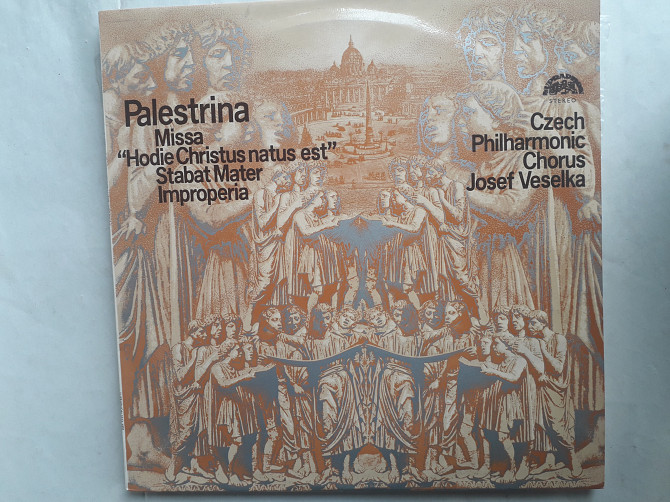 Palestrina
Missa
“Hodie Christus natus est”
Stabat Mater
Improperia
STEREO
Czech
Philharmonic
Chorus
Josef Veselka